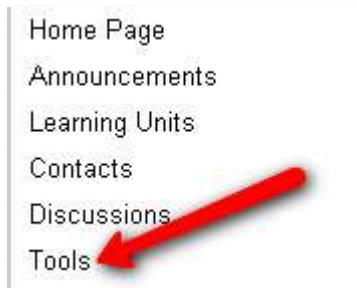 Home Page
Announcements
Learning Units
Contacts
Discussions
Tools